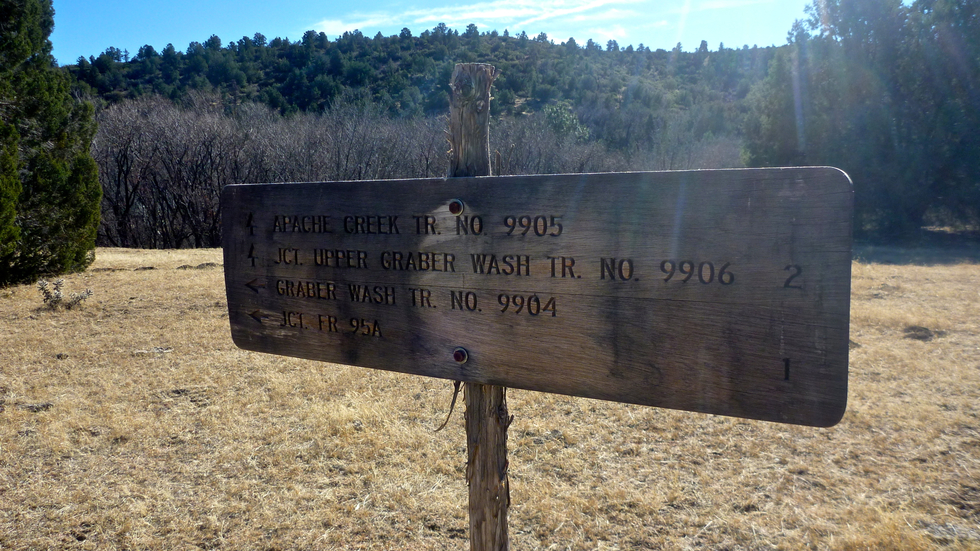 APACHE CREEK TR. NO. 9905
JCT. UPPER GRABER WASH TR. NO. 9906 2
GRABER WASH TR. NO. 9904
JCT. FR 95A 1